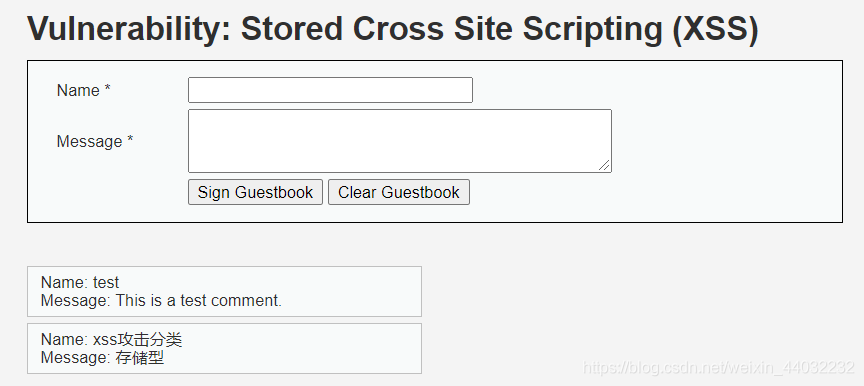 Vulnerability: Stored Cross Site Scripting (XSS)
Name *
Message *
Sign Guestbook Clear Guestbook
Name: test
Message: This is a test comment.
Name: xss攻击分类
Message: 存储型
https://blog.csdn.net/weixin_44032232